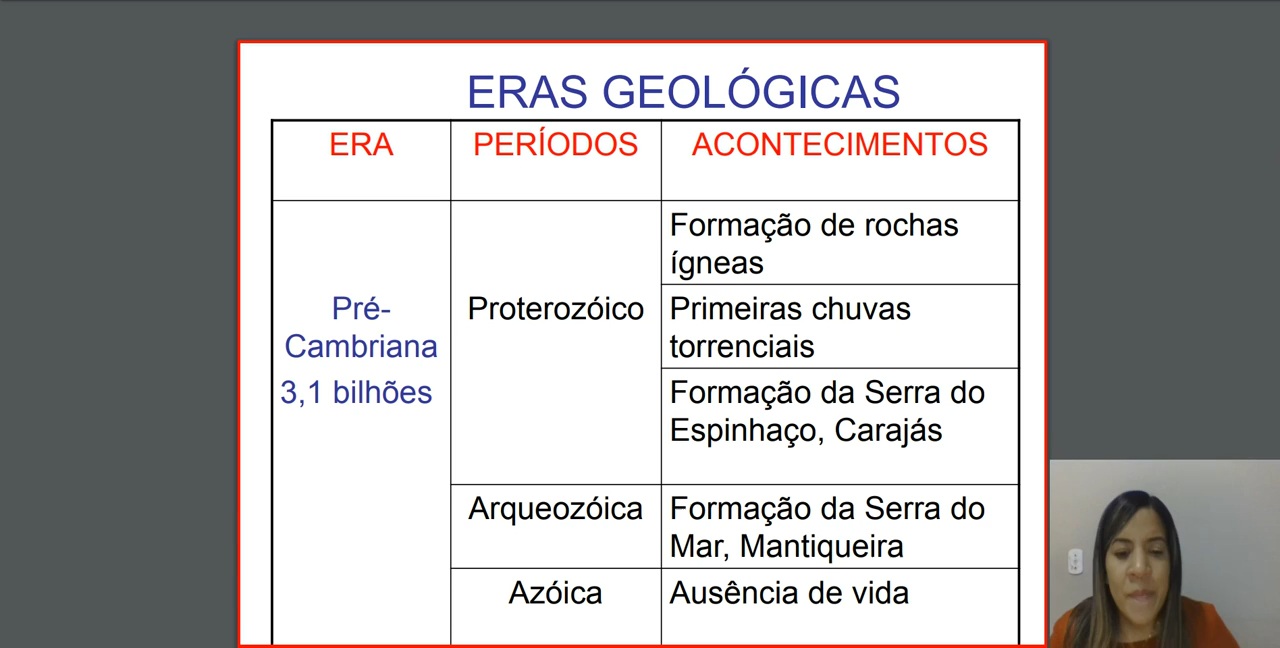 ERAS GEOLÓGICAS
ERA
PERÍODOS
ACONTECIMENTOS
Pré-
Cambriana
3,1 bilhões
Proterozóico
Formação de rochas
ígneas
Primeiras chuvas
torrenciais
Formação da Serra do
Espinhaço, Carajás
Arqueozóica
Formação da Serra do
Mar, Mantiqueira
Azóica
Ausência de vida